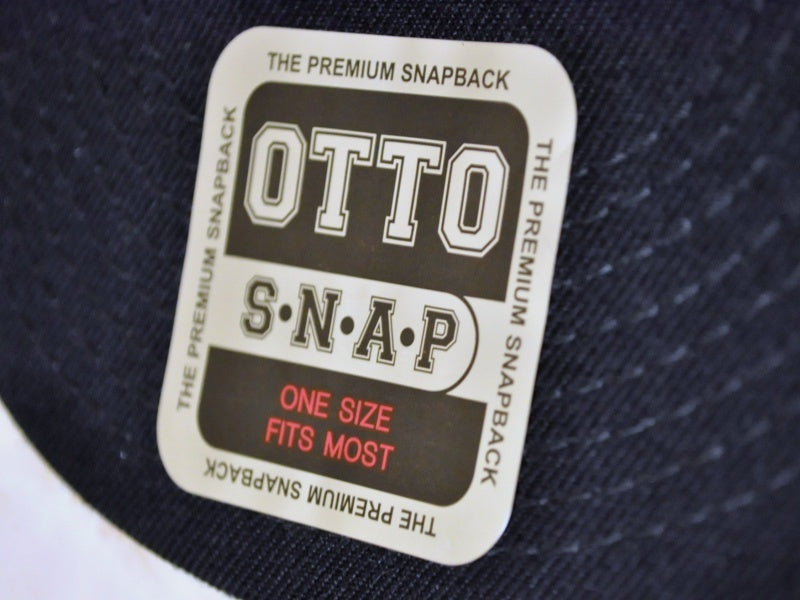 THE PREMIUM SNAPBACK
OTTO
S•N•A•P
ONE SIZE
FITS MOST
THE PREMIUM SNAPBACK
THE PREMIUM SNAPBACK
THE PREMIUM SNAPBACK